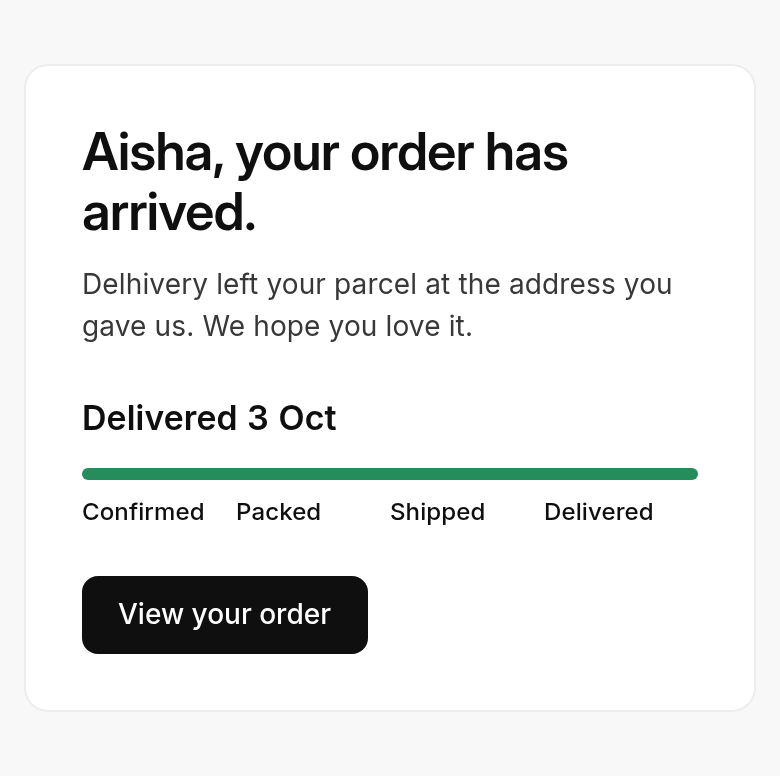 Aisha, your order has
arrived.
Delhivery left your parcel at the address you
gave us. We hope you love it.
Delivered 3 Oct
Confirmed Packed Shipped Delivered
View your order